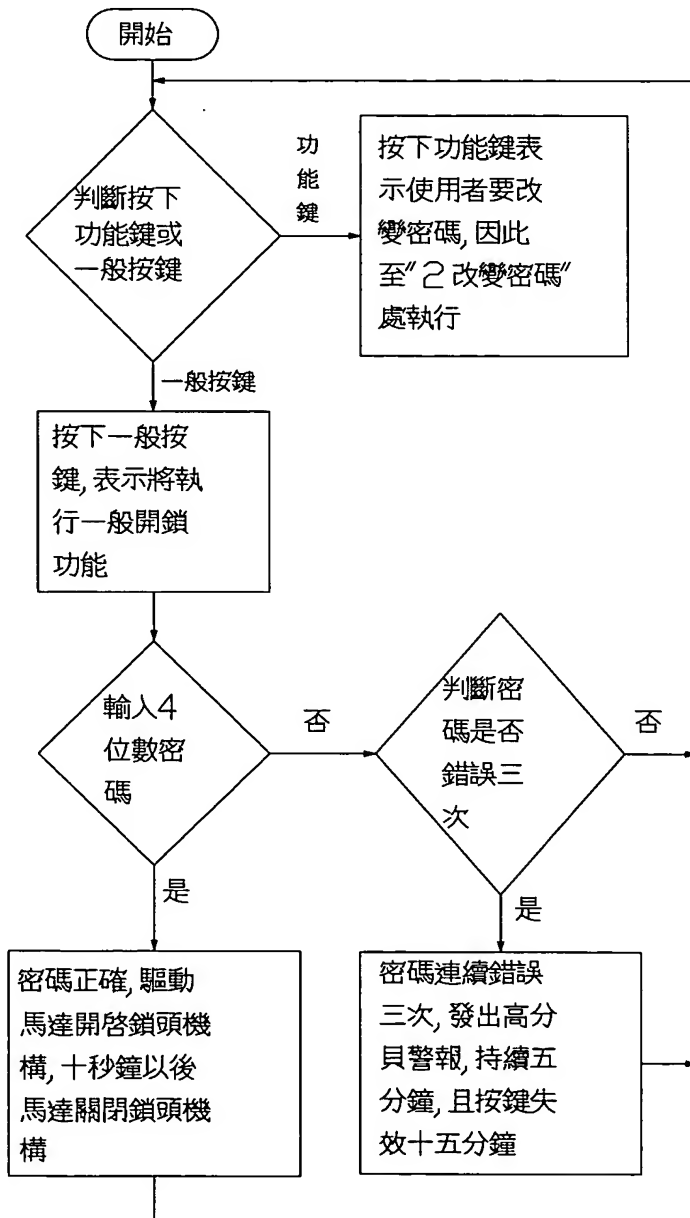 開始
判斷按下
功能鍵或
一般按鍵
功
能
鍵
按下功能鍵表
示使用者要改
變密碼, 因此
至"2 改變密碼"
處執行
一般按鍵
按下一般按
鍵, 表示將執
行一般開鎖
功能
輸入4
位數密
碼
否
判斷密
碼是否
錯誤三
次
否
是
是
密碼正確, 驅動
馬達開啓鎖頭機
構, 十秒鐘以後
馬達關閉鎖頭機
構
密碼連續錯誤
三次, 發出高分
貝警報, 持續五
分鐘, 且按鍵失
效十五分鐘